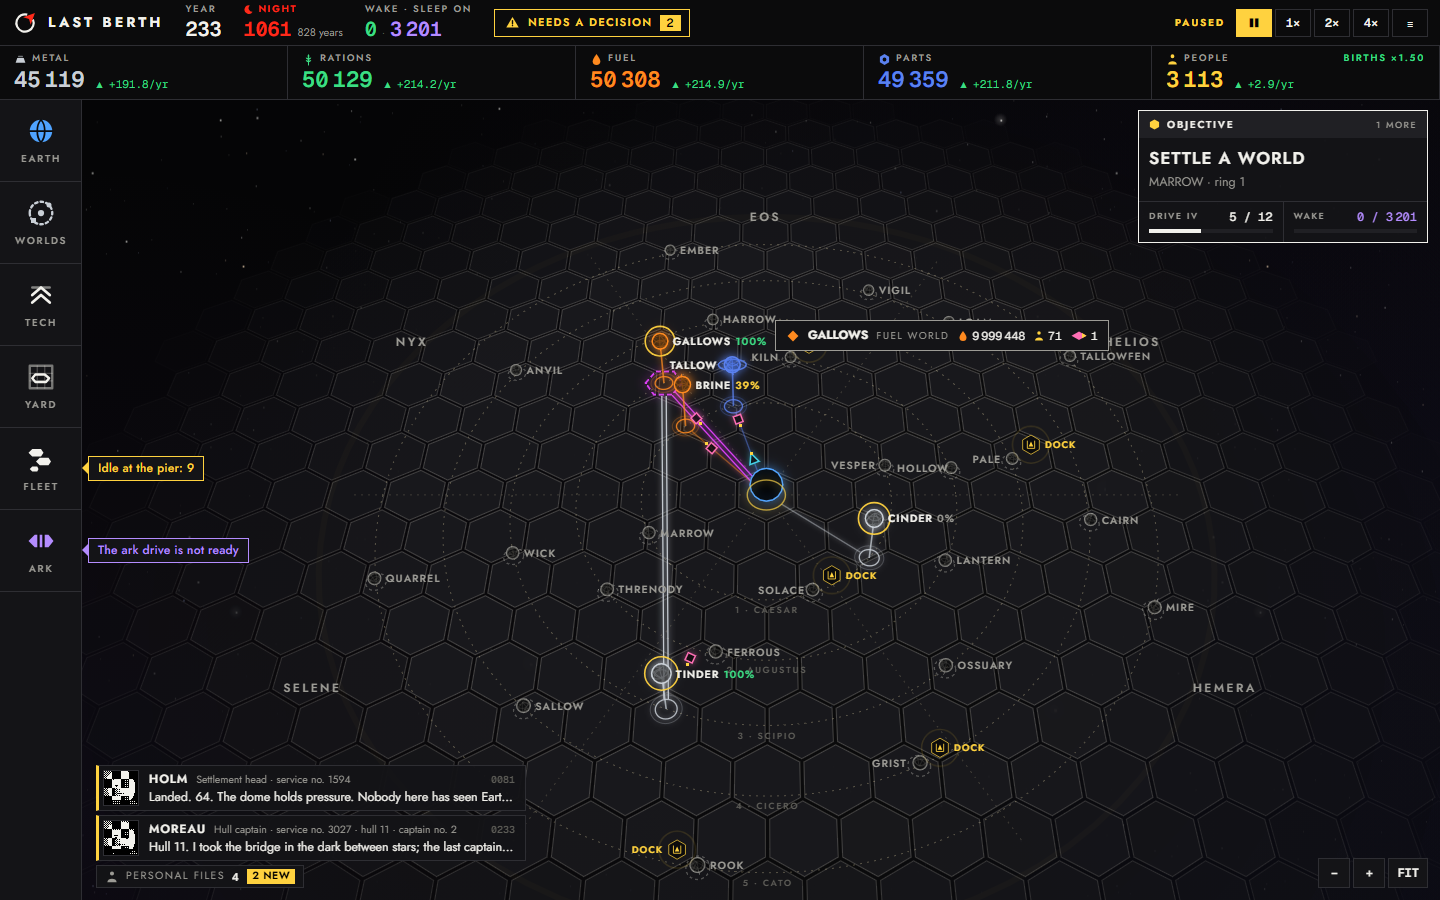 LAST BERTH
YEAR
233
NIGHT
1061 828 years
WAKE · SLEEP ON
0 · 3 201
NEEDS A DECISION 2
PAUSED
1×
2×
4×
≡
METAL
45 119 ▲ +191.8/yr
RATIONS
50 129 ▲ +214.2/yr
FUEL
50 308 ▲ +214.9/yr
PARTS
49 359 ▲ +211.8/yr
PEOPLE
BIRTHS ×1.50
3 113 ▲ +2.9/yr
EARTH
WORLDS
TECH
YARD
FLEET
ARK
Idle at the pier: 9
The ark drive is not ready
OBJECTIVE
1 MORE
SETTLE A WORLD
MARROW · ring 1
DRIVE IV 5 / 12
WAKE 0 / 3 201
EOS
EMBER
VIGIL
HARROW
NYX
GALLOWS 100%
GALLOWS FUEL WORLD 9 999 448 71 1
HELIOS
TALLOWFEN
KILN
TALLOW
ANVIL
BRINE 39%
DOCK
PALE
VESPER
HOLLOW
CINDER 0%
CAIRN
MARROW
WICK
LANTERN
QUARREL
THRENODY
SOLACE
DOCK
1 · CAESAR
MIRE
FERROUS
AUGUSTUS
TINDER 100%
OSSUARY
SELENE
HEMERA
SALLOW
3 · SCIPIO
DOCK
GRIST
4 · CICERO
DOCK
ROOK
5 · CATO
HOLM Settlement head · service no. 1594 0081
Landed. 64. The dome holds pressure. Nobody here has seen Eart...
MOREAU Hull captain · service no. 3027 · hull 11 · captain no. 2 0233
Hull 11. I took the bridge in the dark between stars; the last captain...
PERSONAL FILES 4 2 NEW
−
+
FIT